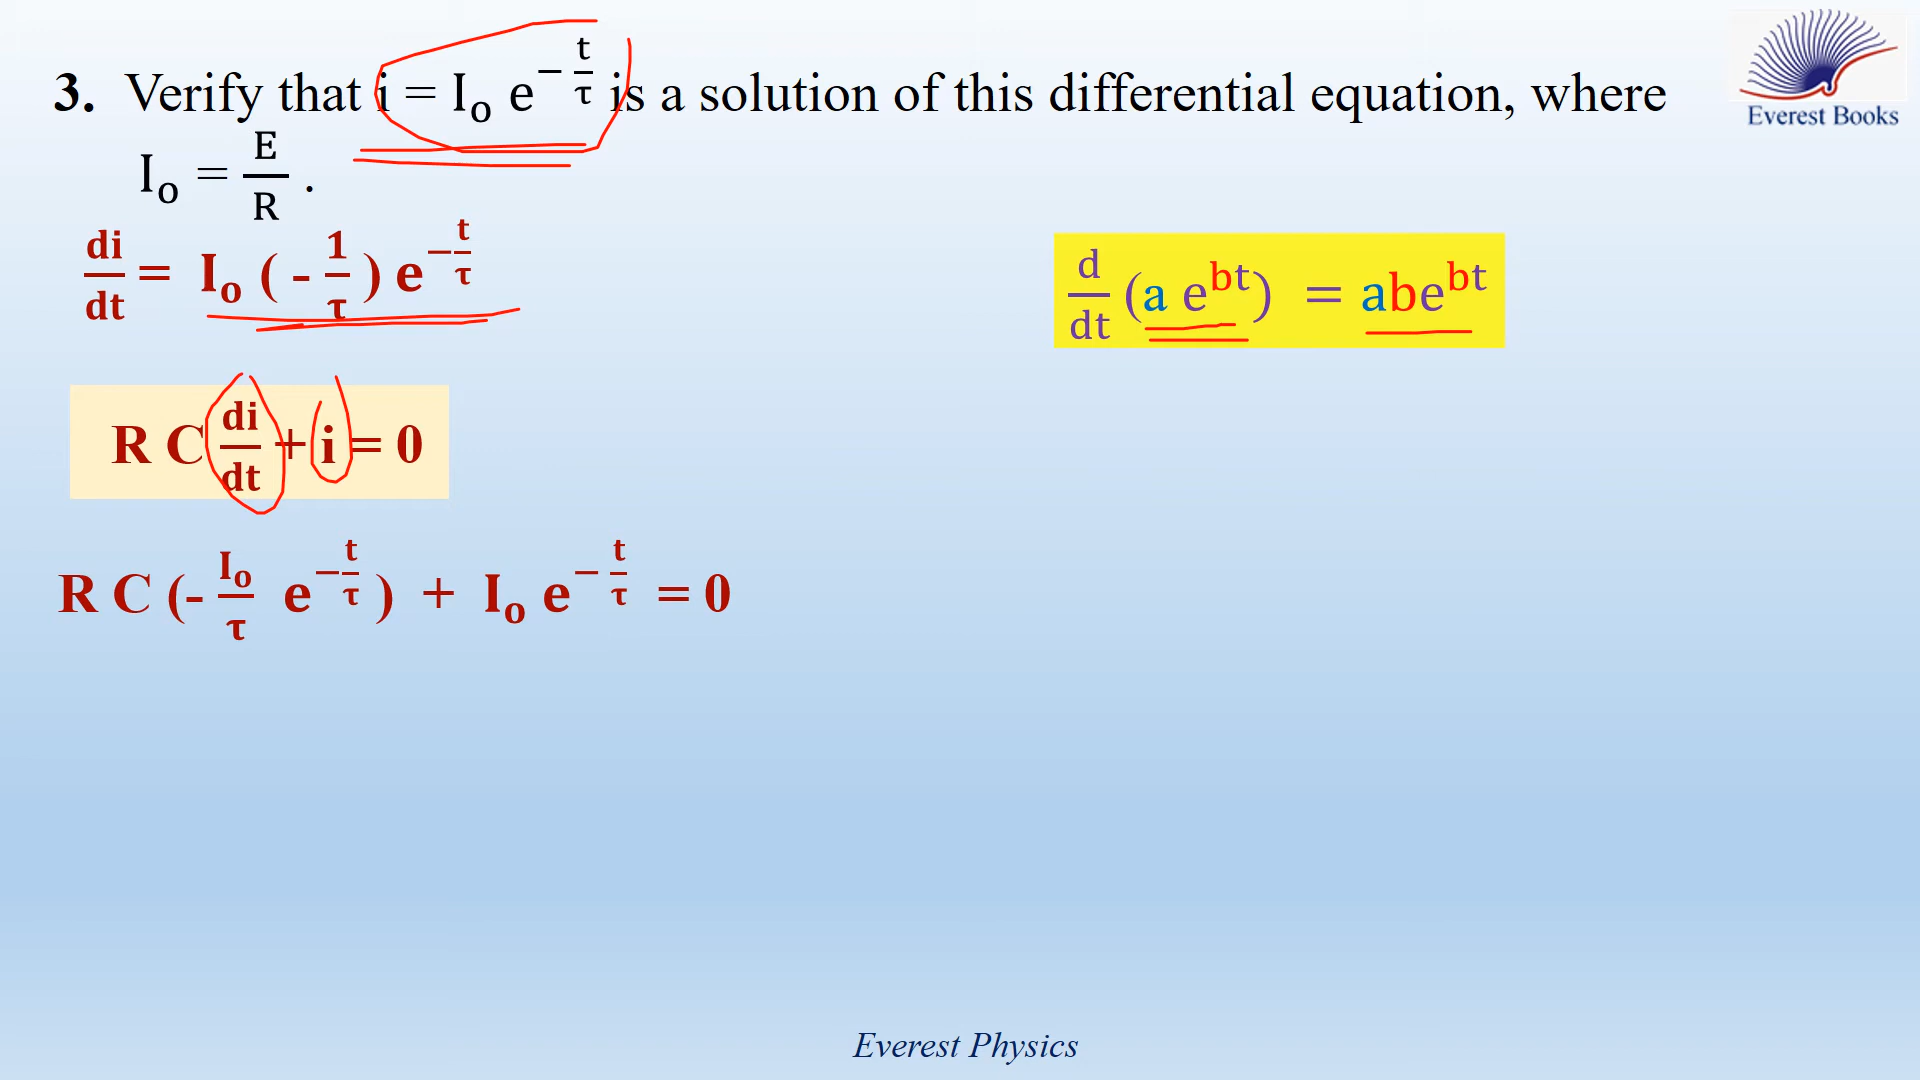 3. Verify that i = I₀ e^(− t/τ) is a solution of this differential equation, where
I₀ = E/R .
Everest Books
di/dt = I₀ ( - 1/τ ) e^(−t/τ)
d/dt (a e^(bt)) = abe^(bt)
R C di/dt + i = 0
R C (- I₀/τ e^(−t/τ) ) + I₀ e^(− t/τ) = 0
Everest Physics